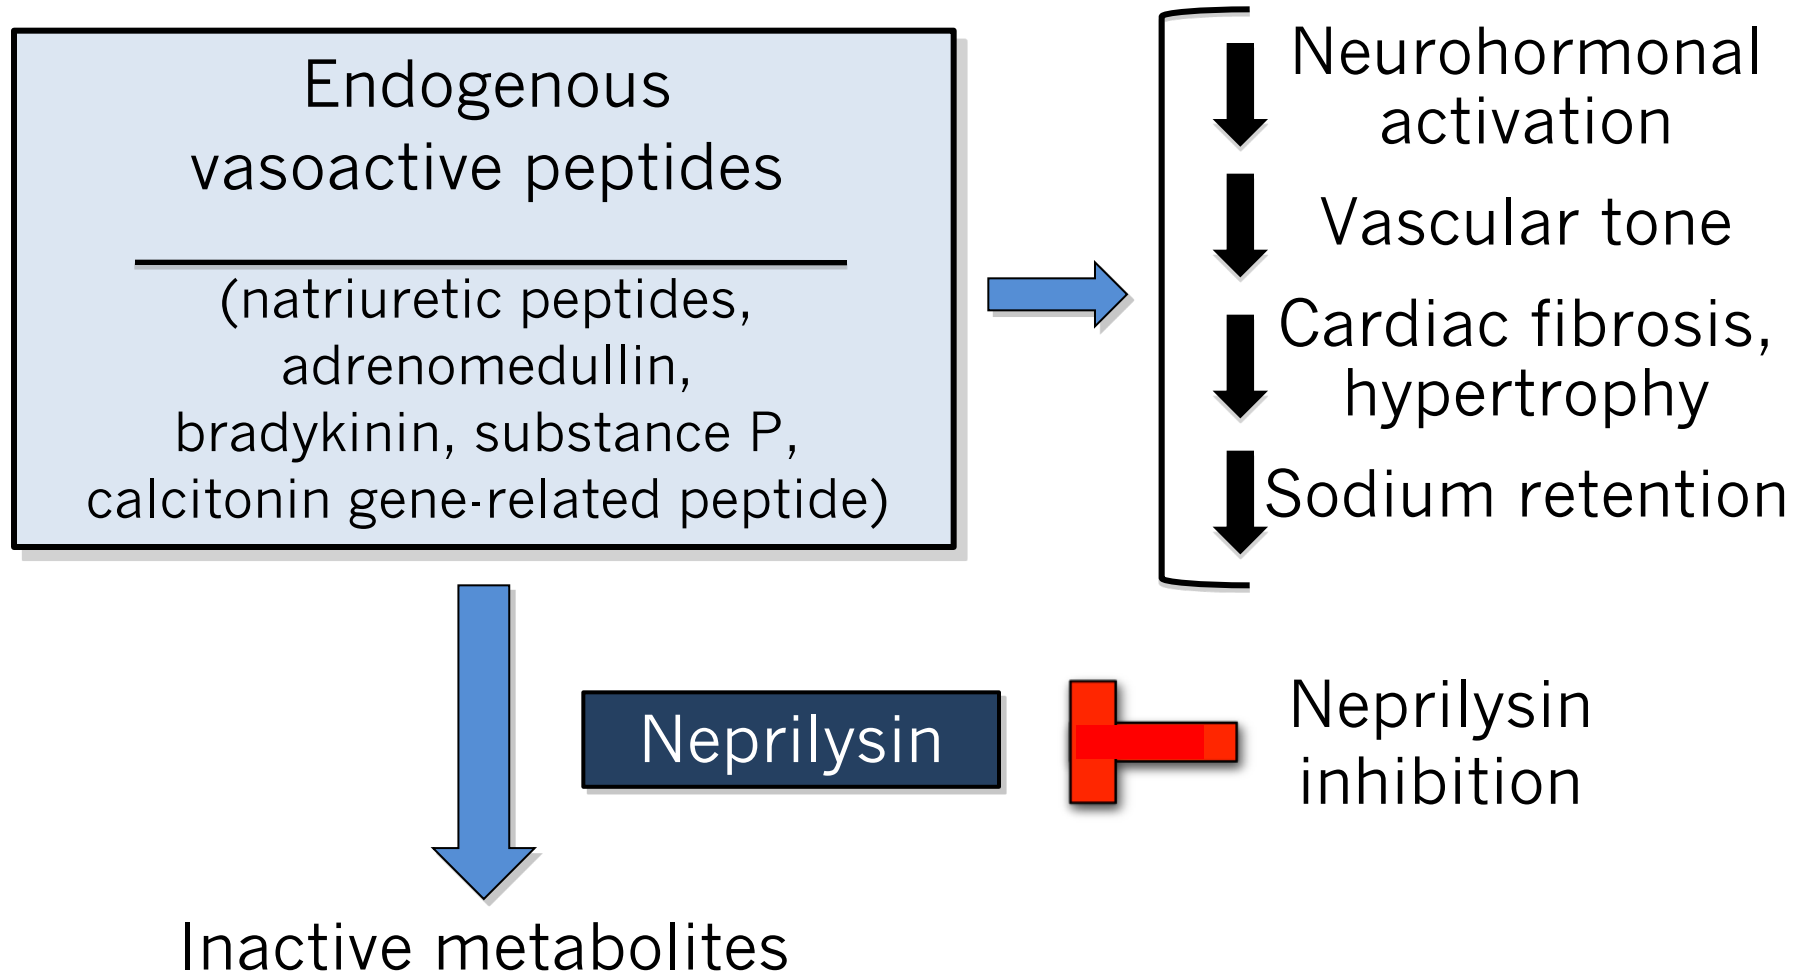 Endogenous
vasoactive peptides
(natriuretic peptides,
adrenomedullin,
bradykinin, substance P,
calcitonin gene-related peptide)
Neurohormonal
activation
Vascular tone
Cardiac fibrosis,
hypertrophy
Sodium retention
Neprilysin
Neprilysin
inhibition
Inactive metabolites